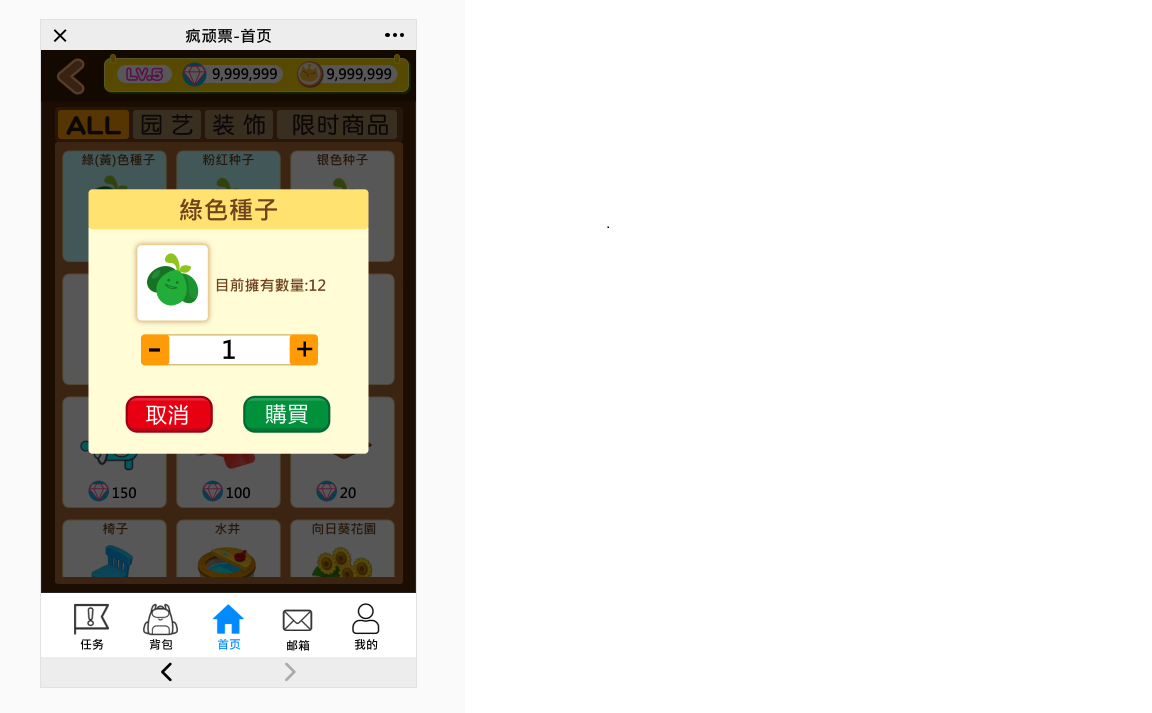 疯顽票-首页
LV.5 9,999,999 9,999,999
ALL 园艺 装饰 限时商品
綠(黃)色種子 粉红种子 银色种子
綠色種子
目前擁有數量:12
- 1 +
取消 購買
150 100 20
椅子 水井 向日葵花園
任务 背包 首页 邮箱 我的